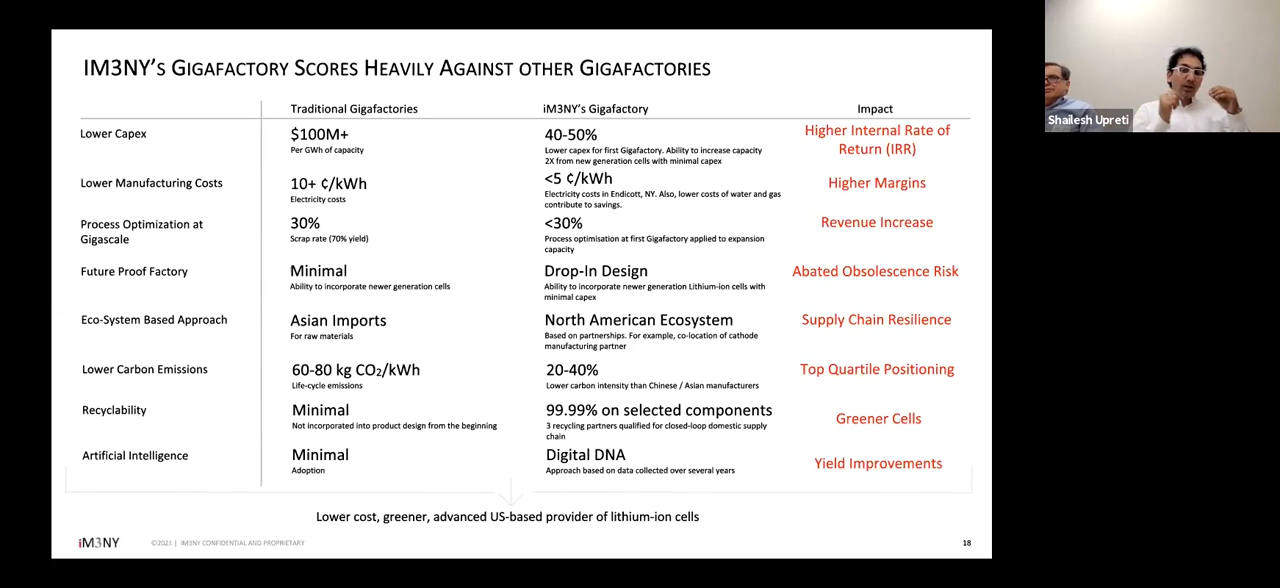 IM3NY'S GIGAFACTORY SCORES HEAVILY AGAINST OTHER GIGAFACTORIES
Traditional Gigafactories iM3NY's Gigafactory Impact
Lower Capex
$100M+
Per GWh of capacity
40-50%
Lower capex for first Gigafactory. Ability to increase capacity
2X from new generation cells with minimal capex
Higher Internal Rate of
Return (IRR)
Lower Manufacturing Costs
10+ ¢/kWh
Electricity costs
<5 ¢/kWh
Electricity costs in Endicott, NY. Also, lower costs of water and gas
contribute to savings.
Higher Margins
Process Optimization at
Gigascale
30%
Scrap rate (70% yield)
<30%
Process optimisation at first Gigafactory applied to expansion
capacity
Revenue Increase
Future Proof Factory
Minimal
Ability to incorporate newer generation cells
Drop-In Design
Ability to incorporate newer generation Lithium-ion cells with
minimal capex
Abated Obsolescence Risk
Eco-System Based Approach
Asian Imports
For raw materials
North American Ecosystem
Based on partnerships. For example, co-location of cathode
manufacturing partner
Supply Chain Resilience
Lower Carbon Emissions
60-80 kg CO₂/kWh
Life-cycle emissions
20-40%
Lower carbon intensity than Chinese / Asian manufacturers
Top Quartile Positioning
Recyclability
Minimal
Not incorporated into product design from the beginning
99.99% on selected components
3 recycling partners qualified for closed-loop domestic supply
chain
Greener Cells
Artificial Intelligence
Minimal
Adoption
Digital DNA
Approach based on data collected over several years
Yield Improvements
Lower cost, greener, advanced US-based provider of lithium-ion cells
iM3NY ©2023 | IM3NY CONFIDENTIAL AND PROPRIETARY 18
Shailesh Upreti